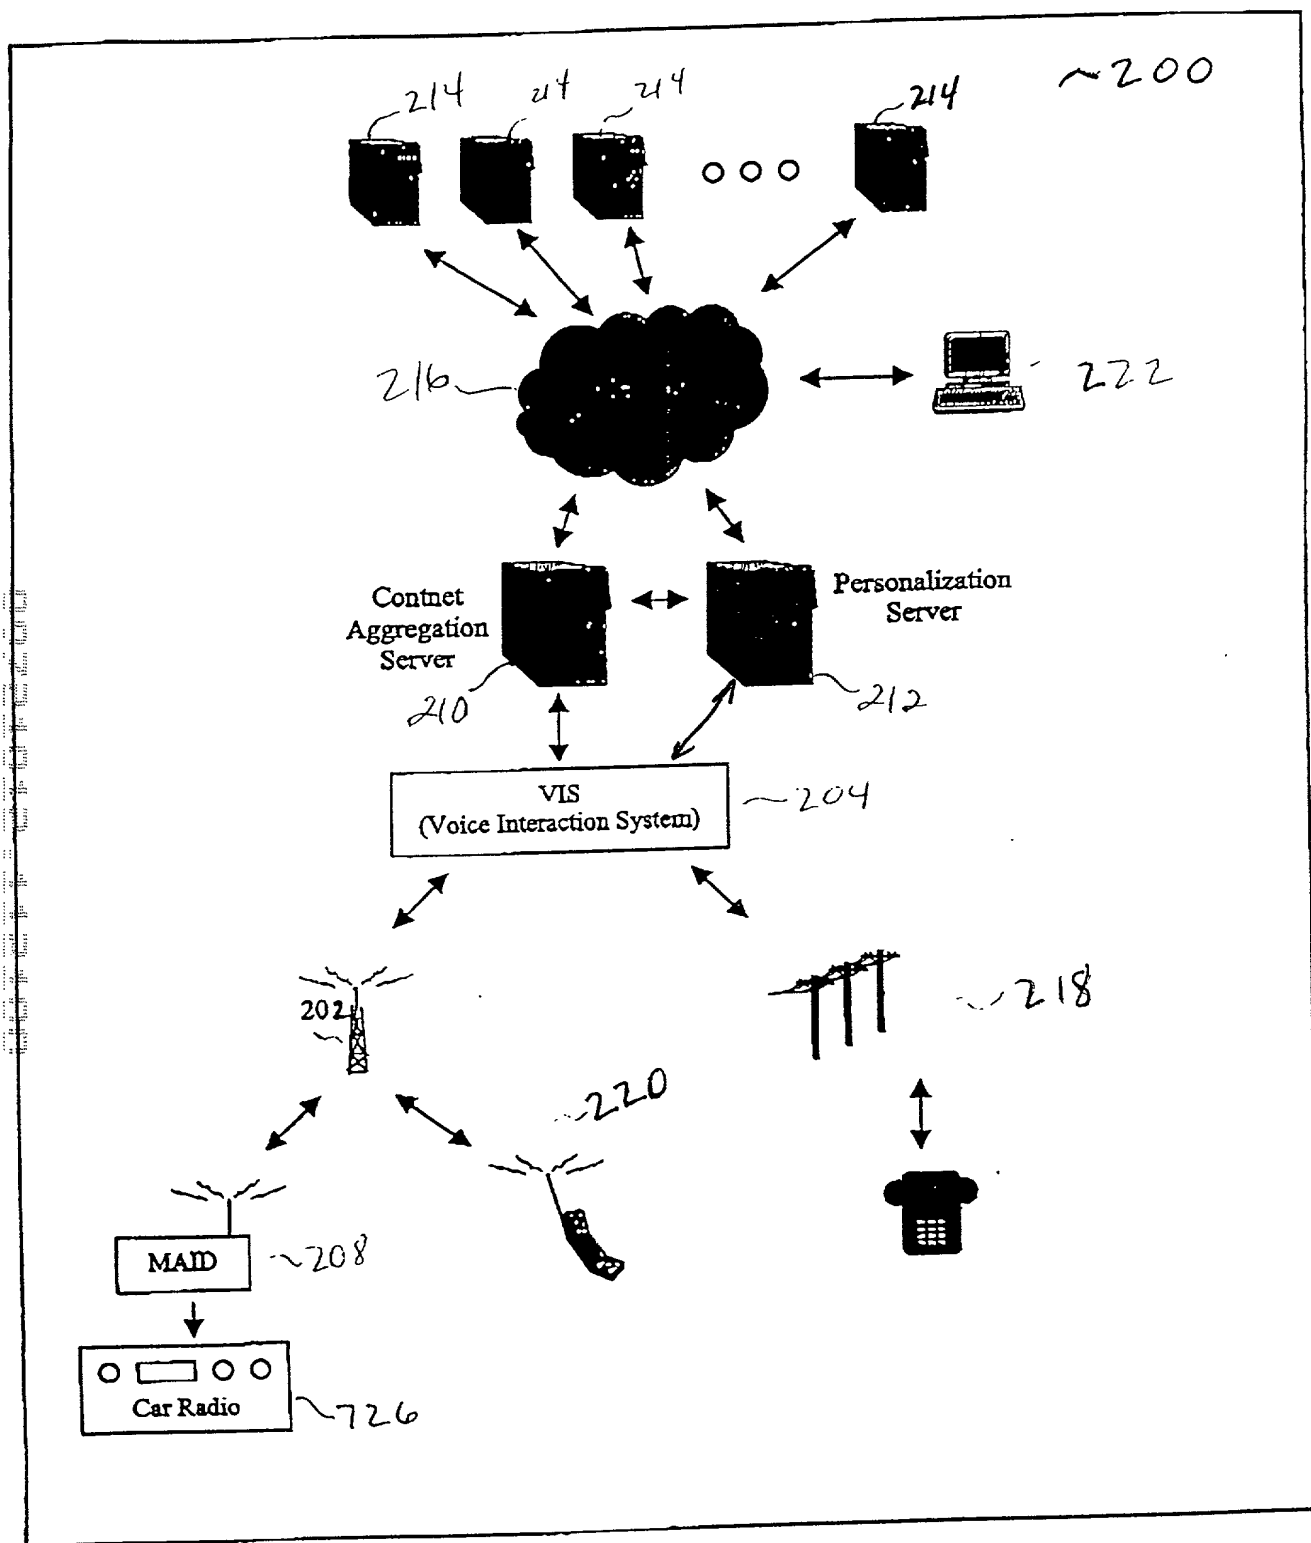 ~200
214
214
214
214
216
222
Contnet
Aggregation
Server
Personalization
Server
210
212
VIS
(Voice Interaction System)
204
202
218
220
MAID
208
Car Radio
726